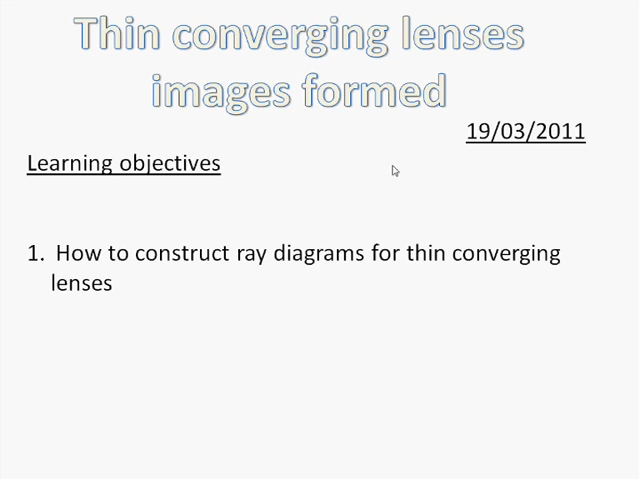 Thin converging lenses
images formed
19/03/2011
Learning objectives
1. How to construct ray diagrams for thin converging
lenses